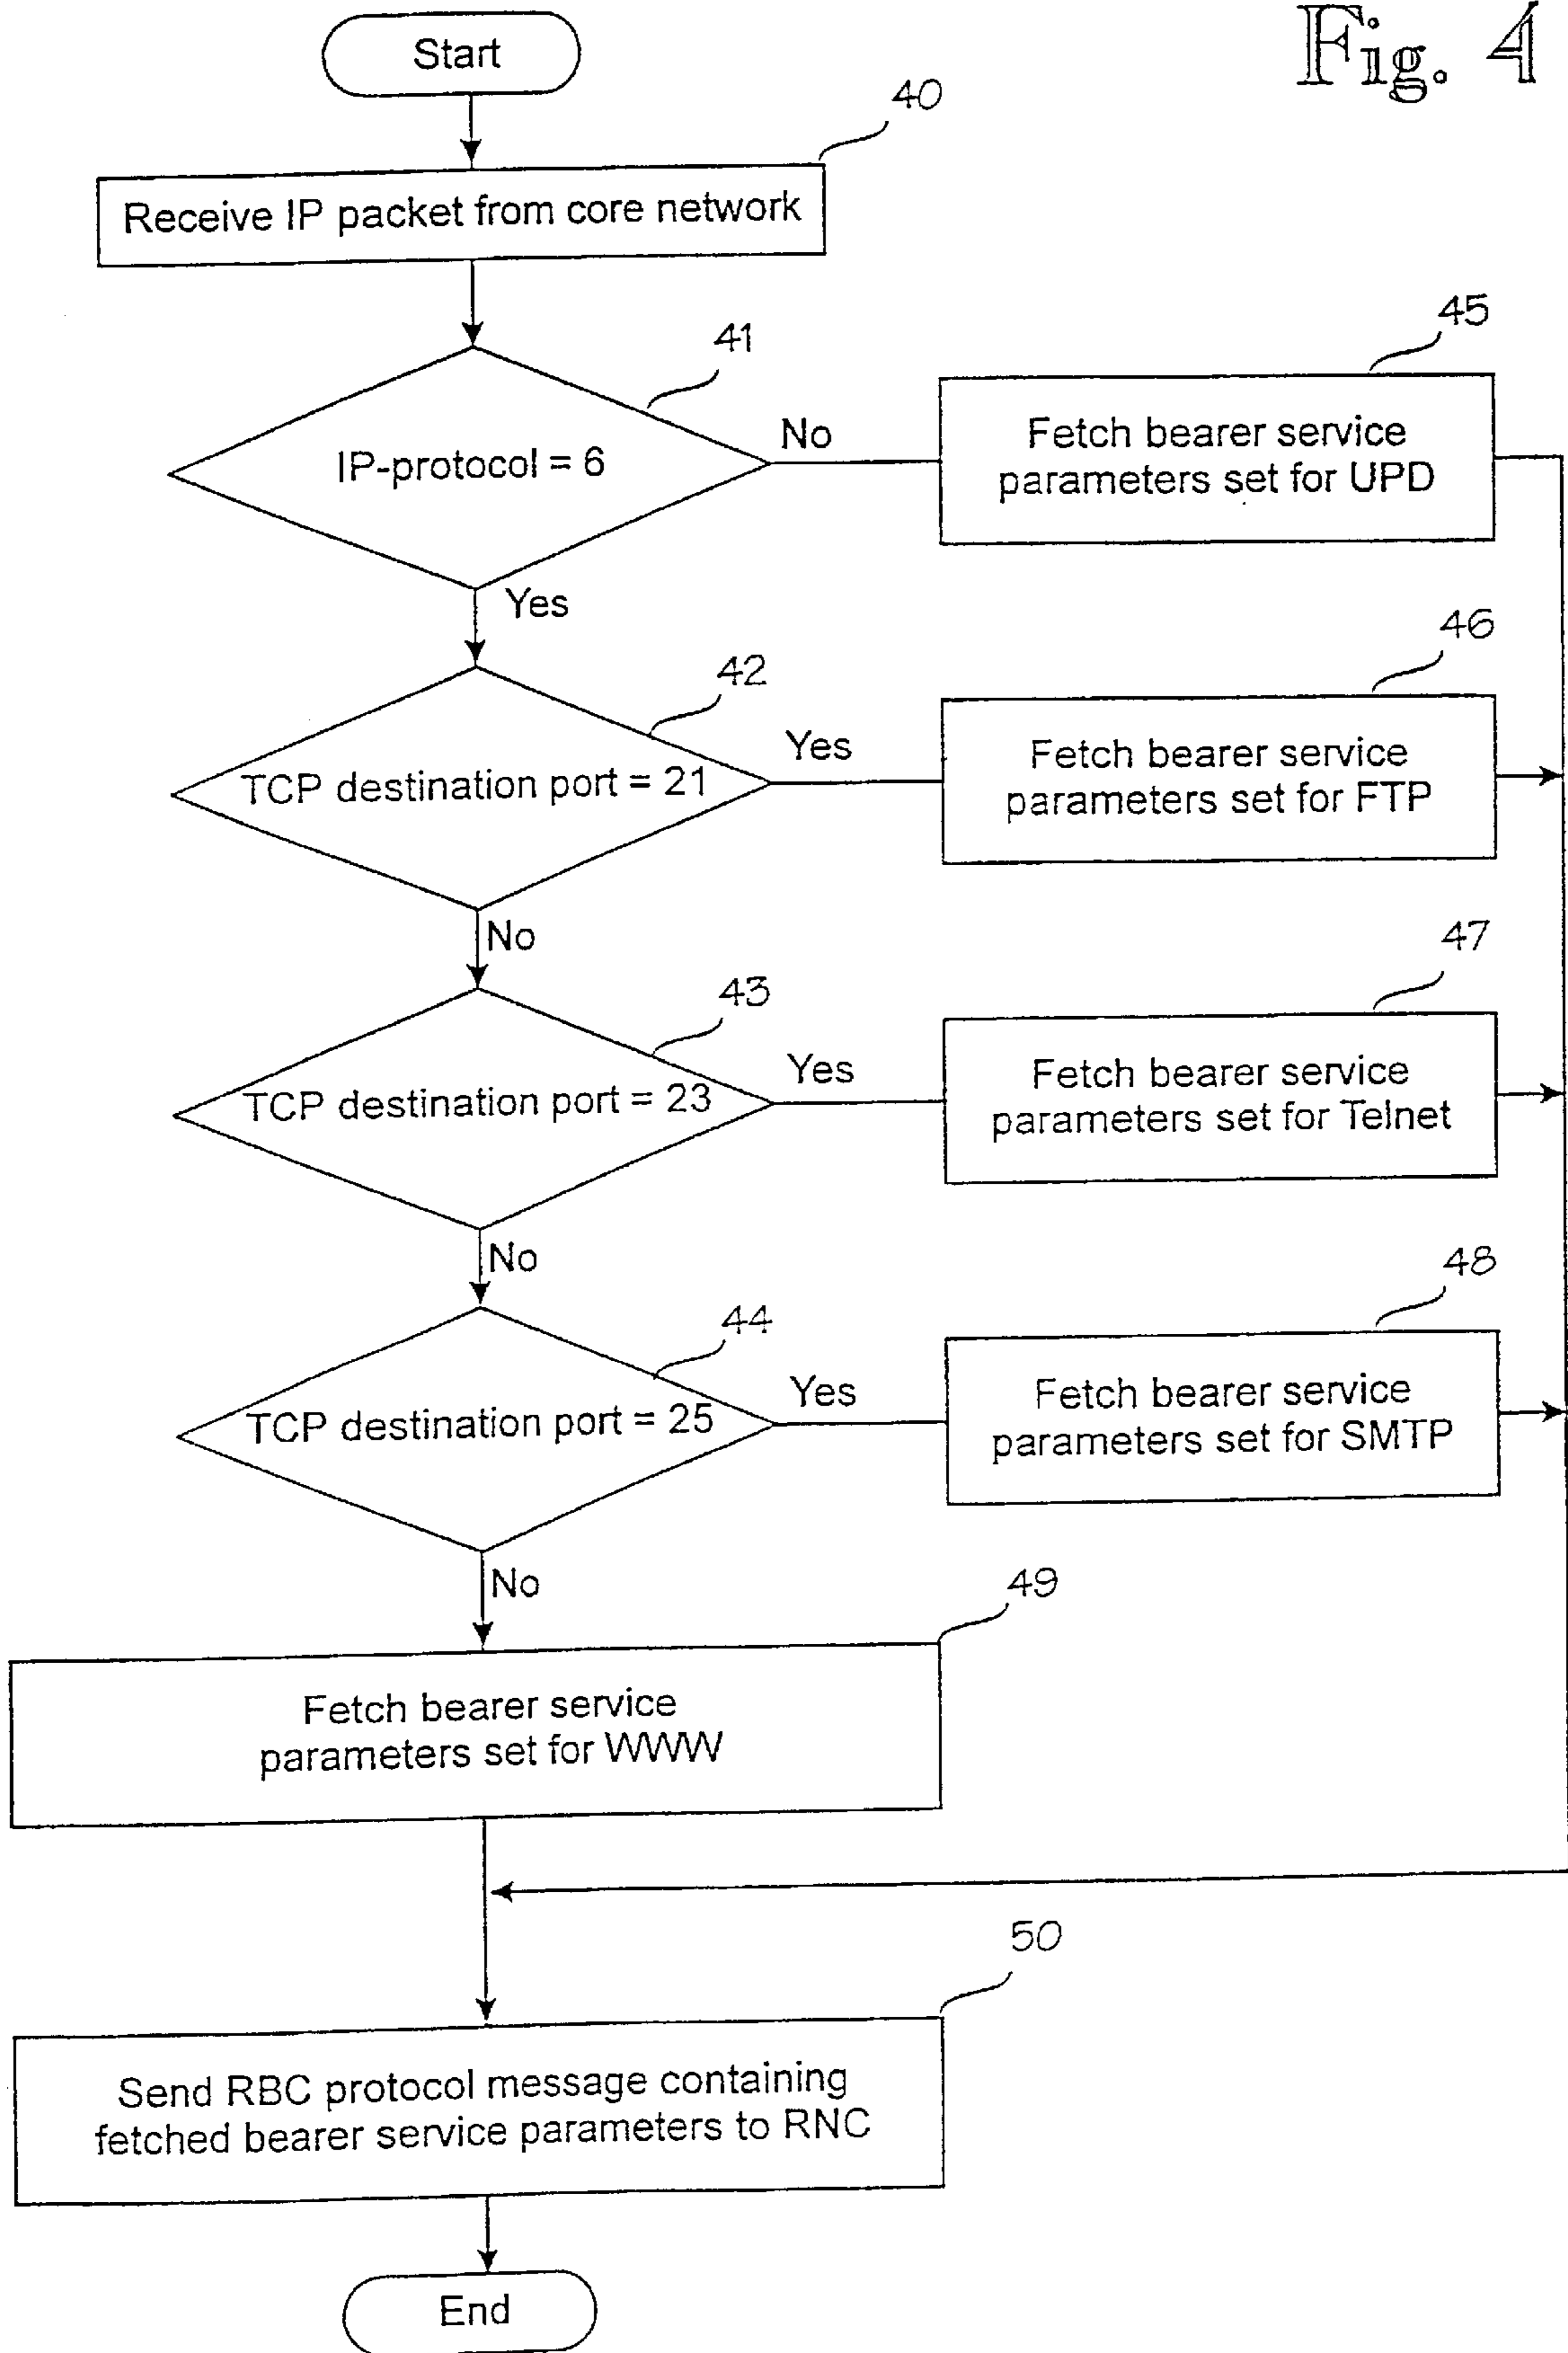 Fig. 4
Start
40
Receive IP packet from core network
41
IP-protocol = 6
No
45
Fetch bearer service
parameters set for UPD
Yes
42
TCP destination port = 21
Yes
46
Fetch bearer service
parameters set for FTP
No
43
TCP destination port = 23
Yes
47
Fetch bearer service
parameters set for Telnet
No
44
TCP destination port = 25
Yes
48
Fetch bearer service
parameters set for SMTP
No
49
Fetch bearer service
parameters set for WWW
50
Send RBC protocol message containing
fetched bearer service parameters to RNC
End